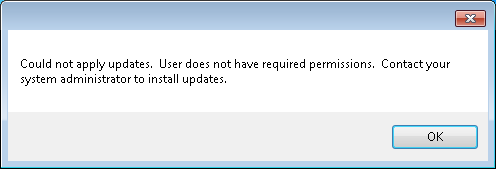 Could not apply updates.  User does not have required permissions.  Contact your
system administrator to install updates.
OK